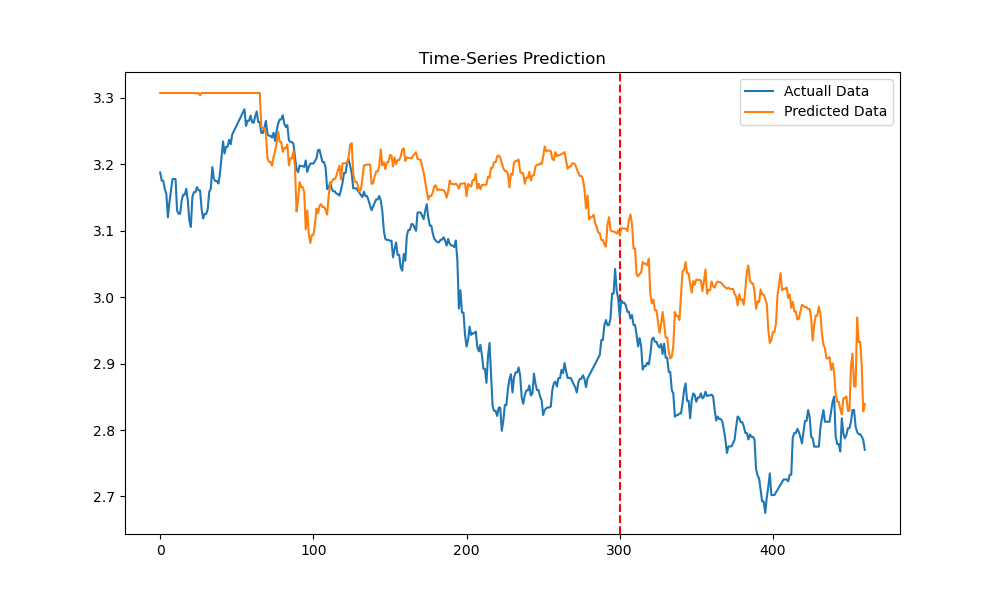 Time-Series Prediction
Actuall Data
Predicted Data
3.3
3.2
3.1
3.0
2.9
2.8
2.7
0 100 200 300 400